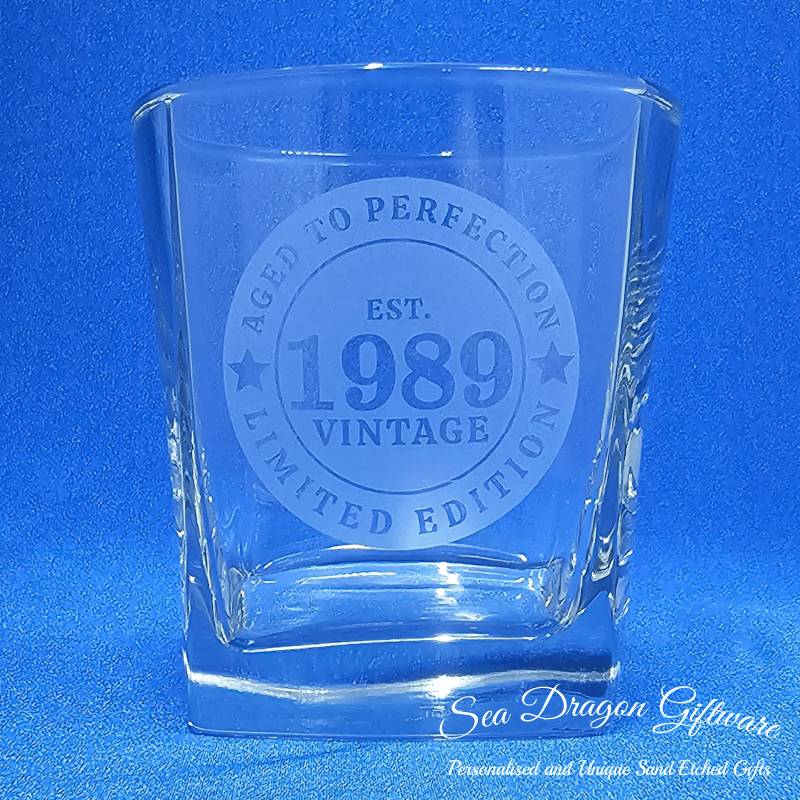 AGED TO PERFECTION
EST.
1989
VINTAGE
LIMITED EDITION
Sea Dragon Giftware
Personalised and Unique Sand Etched Gifts